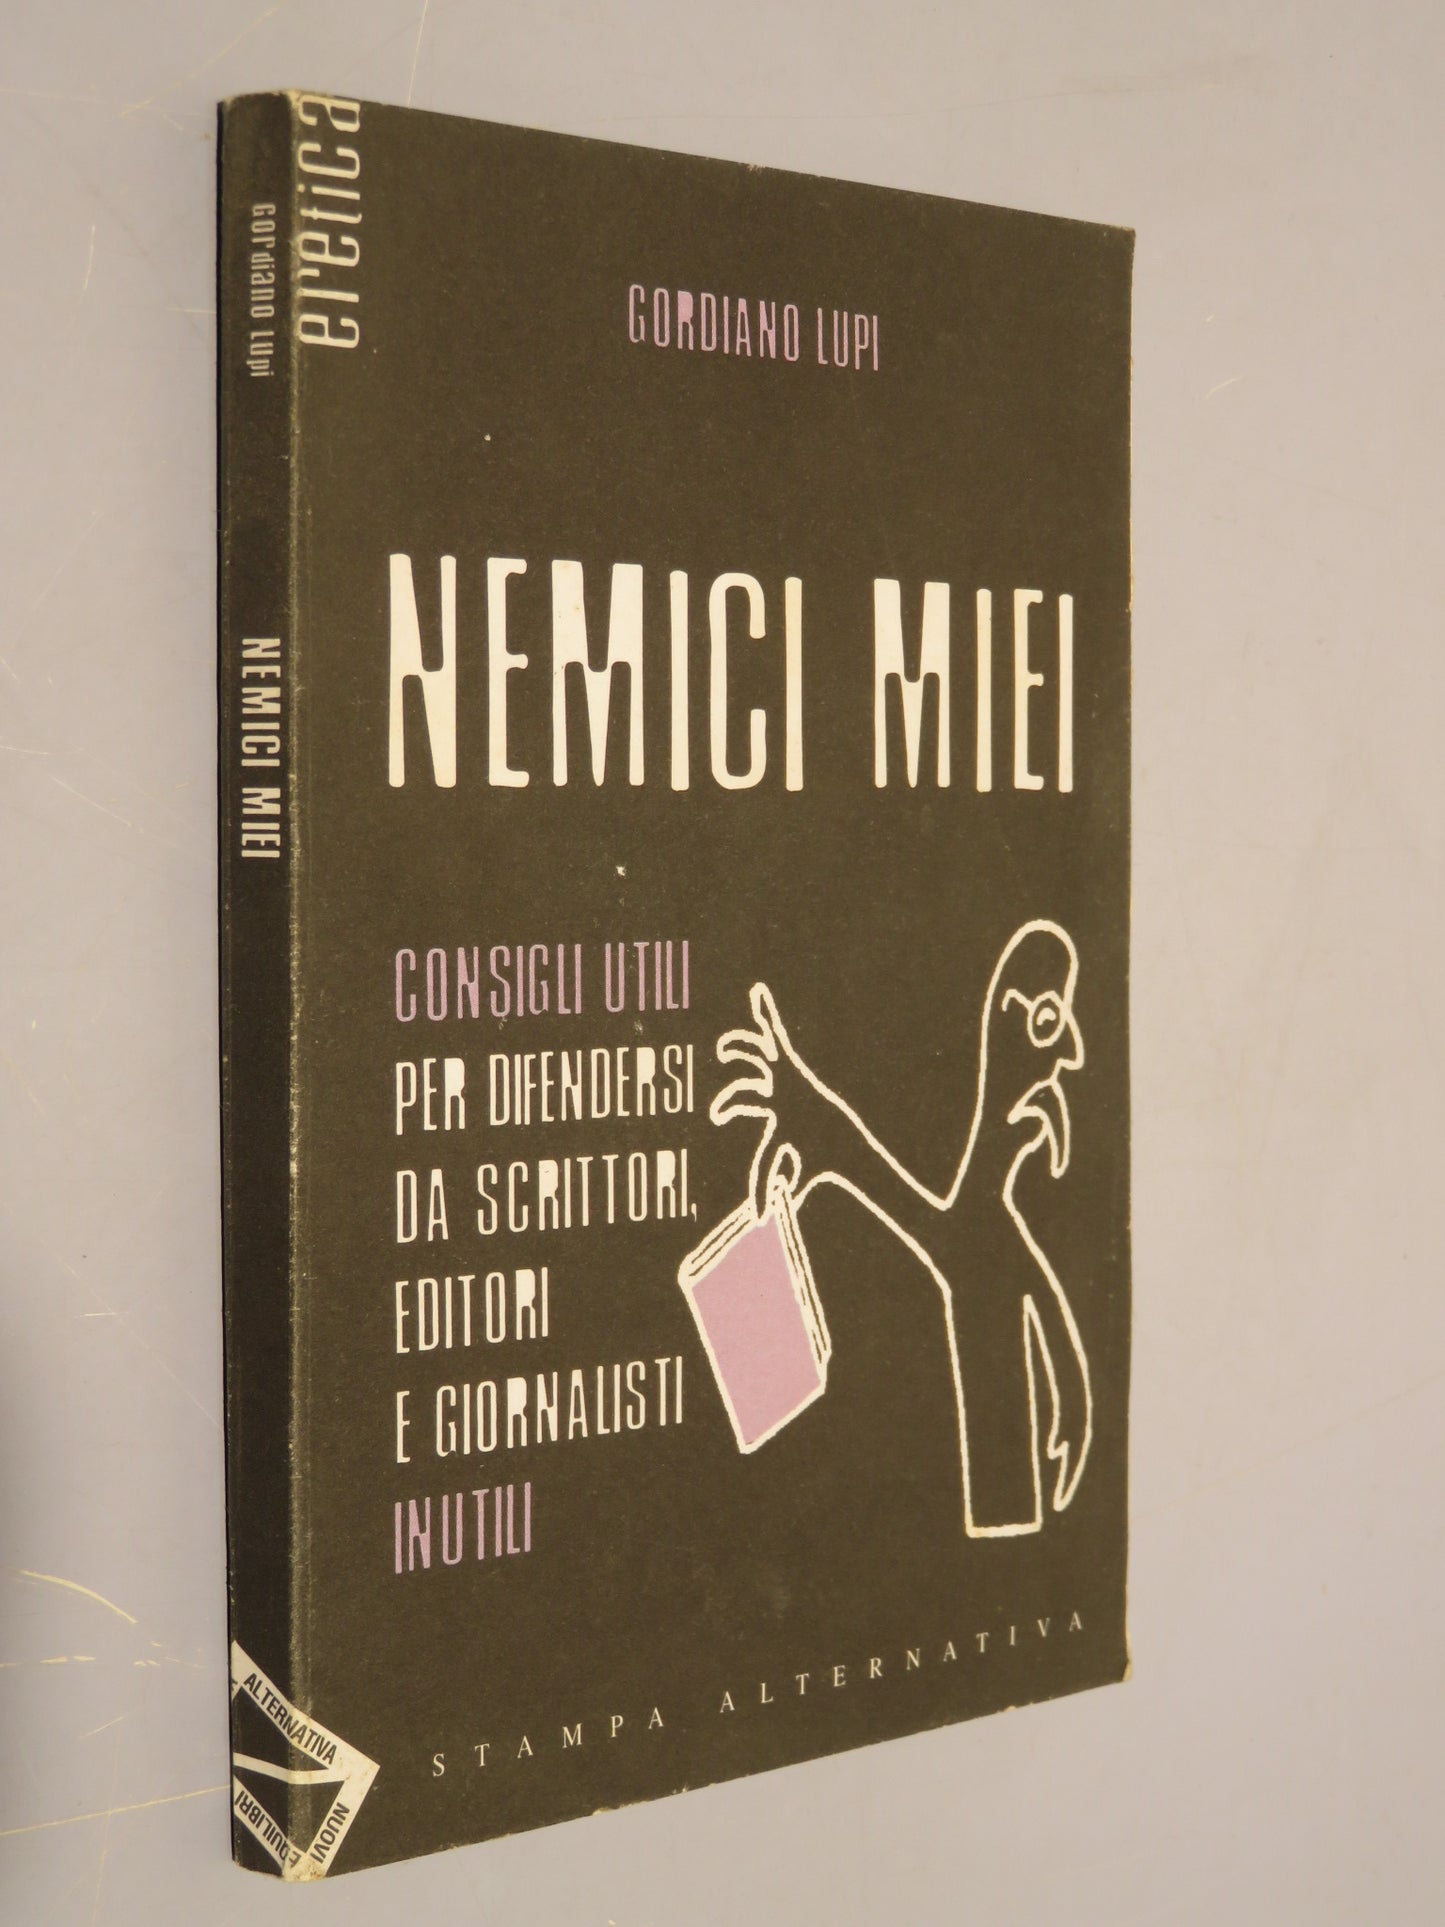 eretica
GORDIANO LUPI
NEMICI MIEI
CONSIGLI UTILI
PER DIFENDERSI
DA SCRITTORI,
EDITORI
E GIORNALISTI
INUTILI
STAMPA ALTERNATIVA
Gordiano Lupi
NEMICI MIEI
ALTERNATIVA
NUOVI
EQUILIBRI